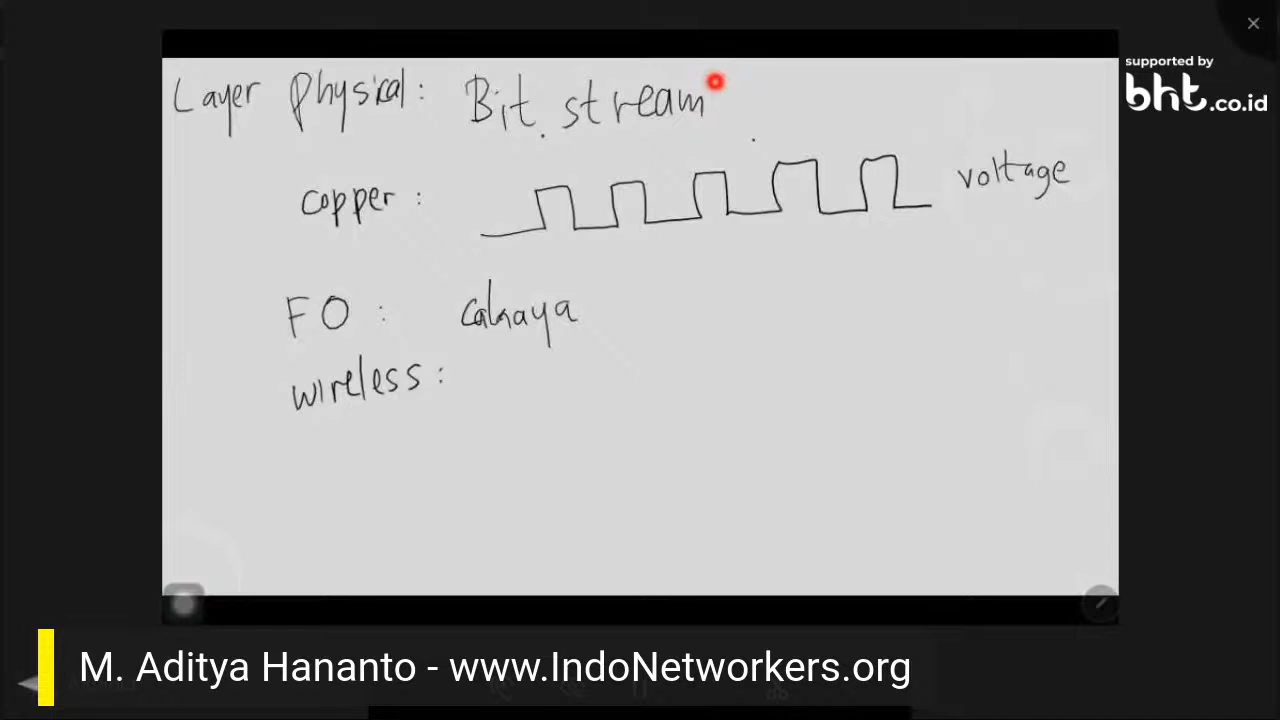 supported by
bht.co.id
Layer Physical : Bit stream
copper : voltage
FO : cahaya
wireless :
M. Aditya Hananto - www.IndoNetworkers.org